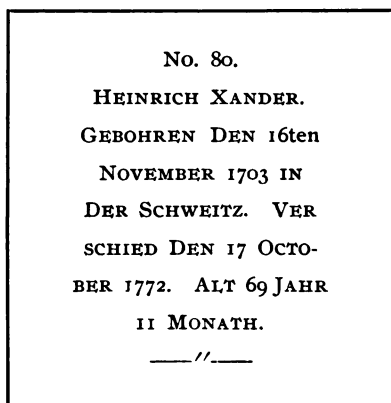 No. 80.
HEINRICH XANDER.
GEBOHREN DEN 16ten
NOVEMBER 1703 IN
DER SCHWEITZ. VER
SCHIED DEN 17 OCTO-
BER 1772. ALT 69 JAHR
11 MONATH.